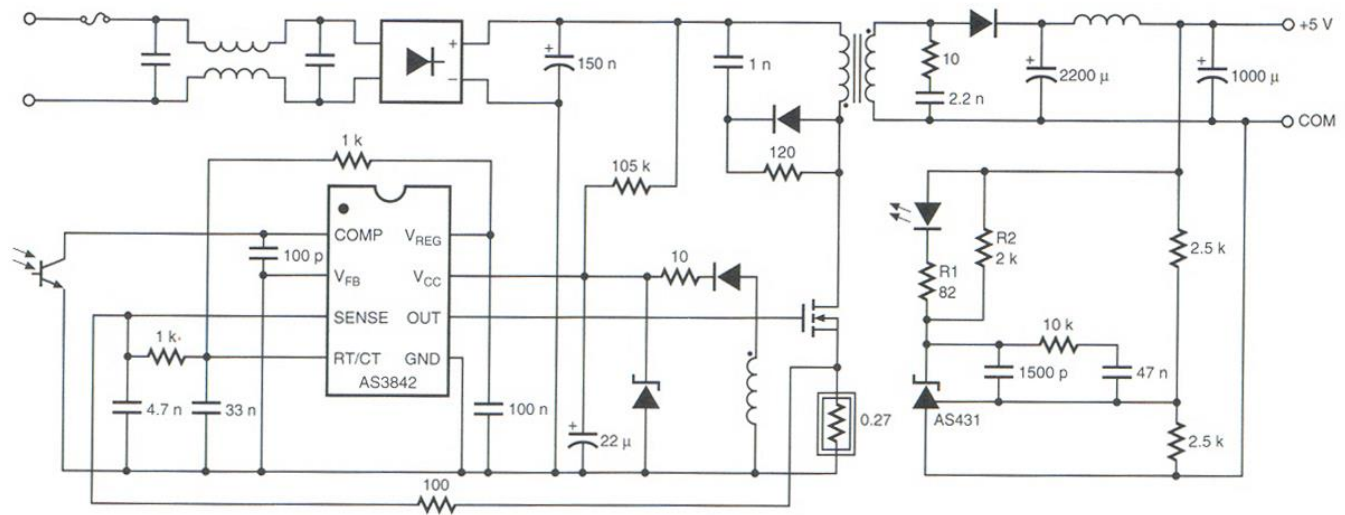 +5 V
150 n
1 n
10
2200 µ
1000 µ
2.2 n
COM
1 k
120
105 k
COMP
VREG
100 p
VFB
VCC
10
R2
2 k
2.5 k
R1
82
SENSE
OUT
1 k
10 k
RT/CT
GND
AS3842
1500 p
47 n
4.7 n
33 n
100 n
22 µ
0.27
AS431
2.5 k
100
+
−
+
+
+
+